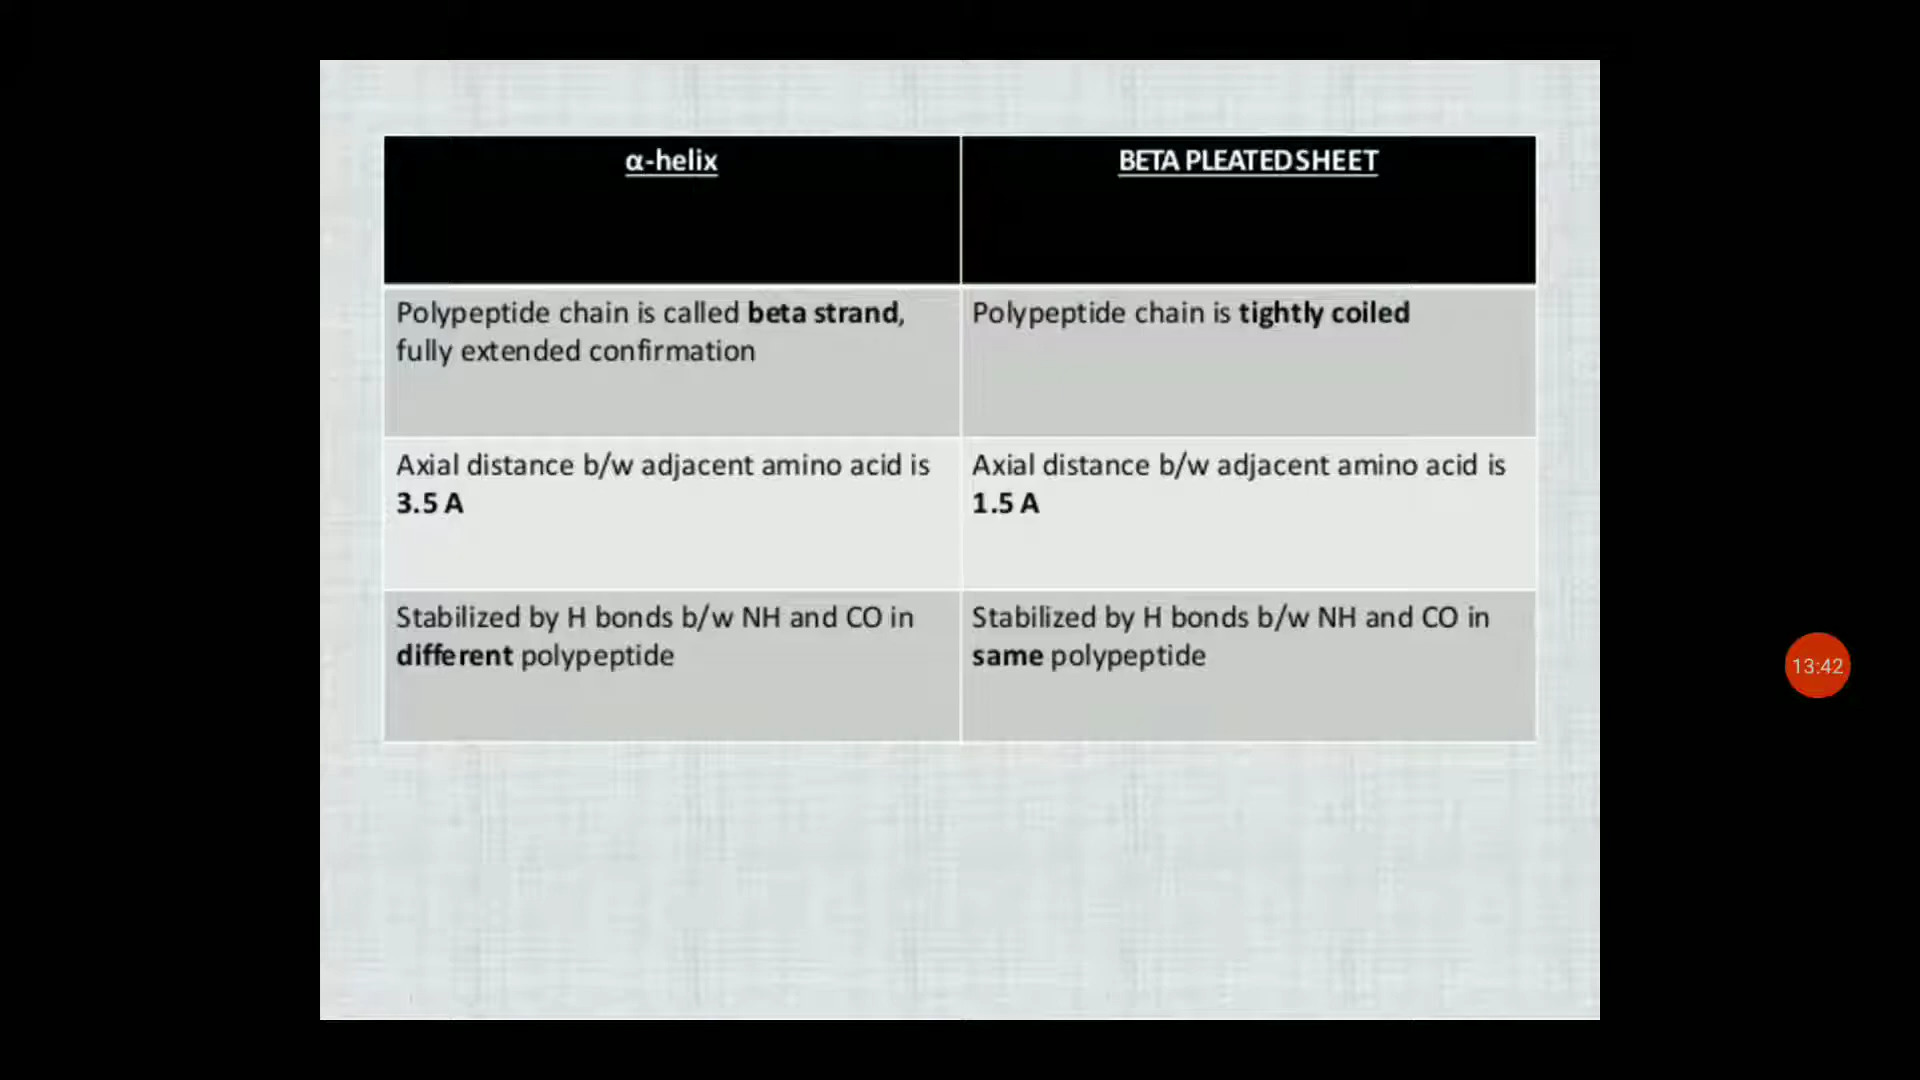 α-helix
BETA PLEATED SHEET
Polypeptide chain is called beta strand,
fully extended confirmation
Polypeptide chain is tightly coiled
Axial distance b/w adjacent amino acid is
3.5 A
Axial distance b/w adjacent amino acid is
1.5 A
Stabilized by H bonds b/w NH and CO in
different polypeptide
Stabilized by H bonds b/w NH and CO in
same polypeptide
13:42